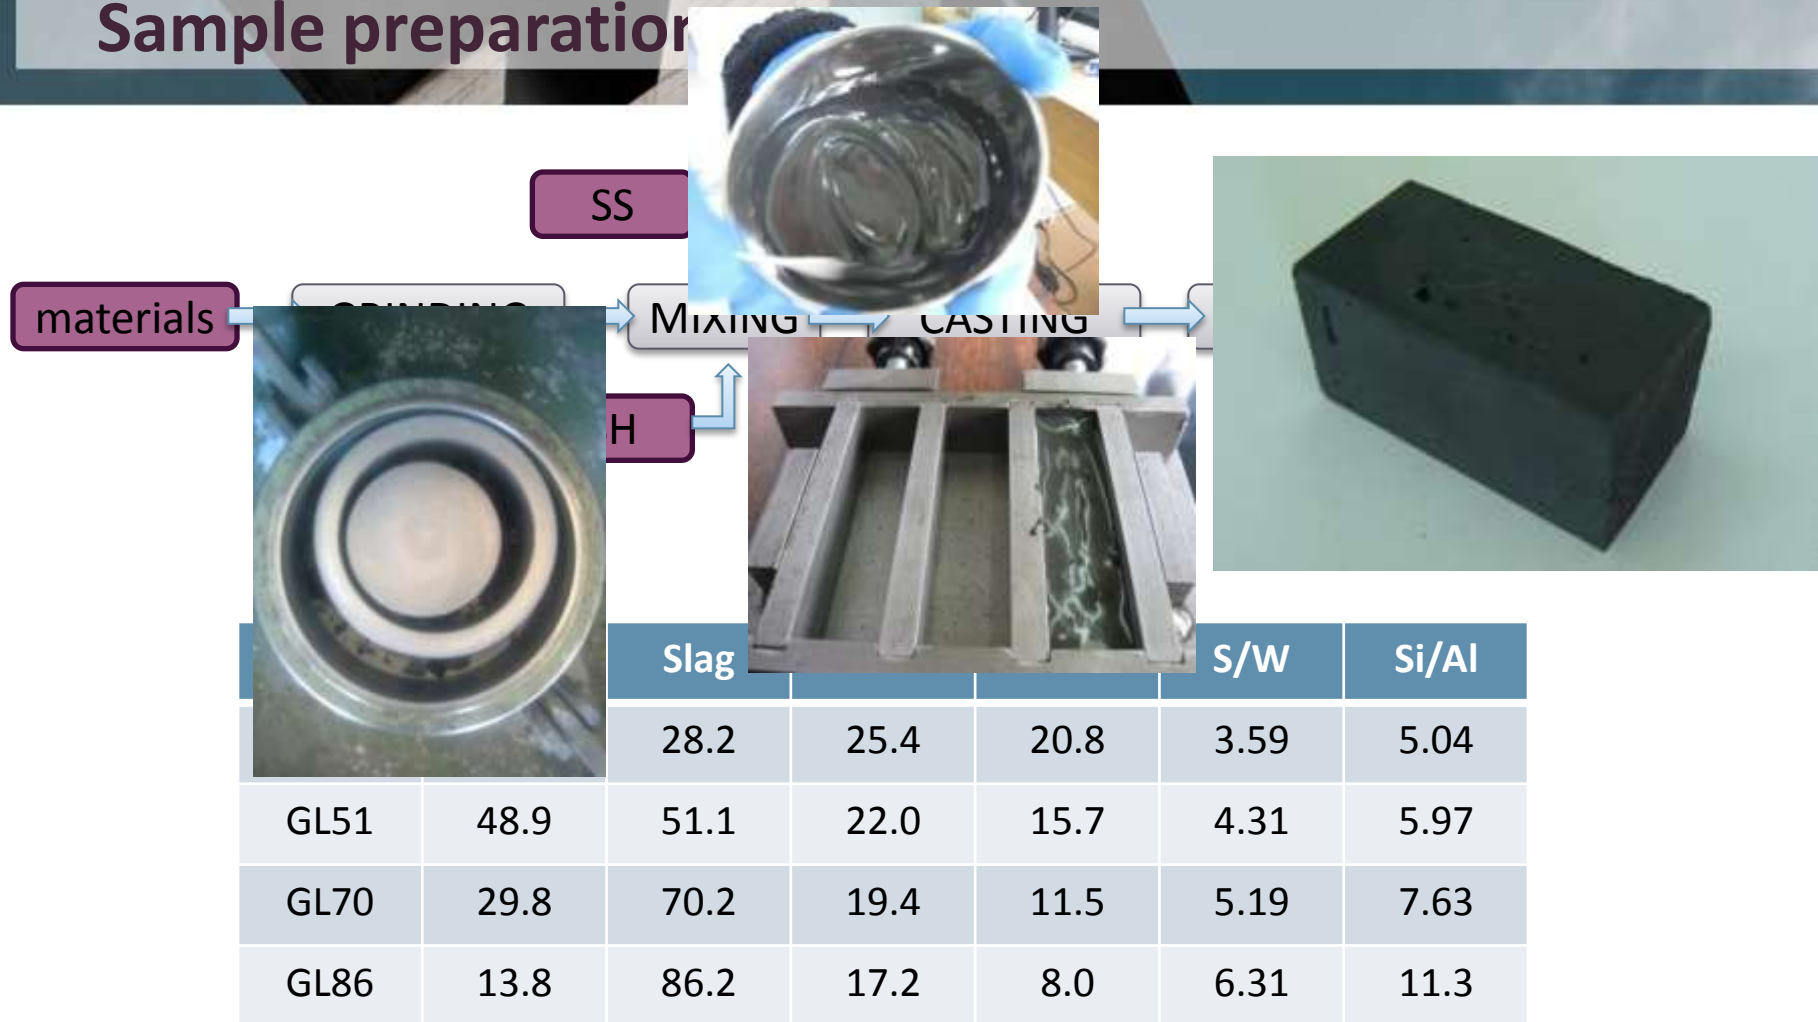 Sample preparation
SS
materials
GRINDING
MIXING
CASTING
H
Slag S/W Si/Al
28.2 25.4 20.8 3.59 5.04
GL51 48.9 51.1 22.0 15.7 4.31 5.97
GL70 29.8 70.2 19.4 11.5 5.19 7.63
GL86 13.8 86.2 17.2 8.0 6.31 11.3